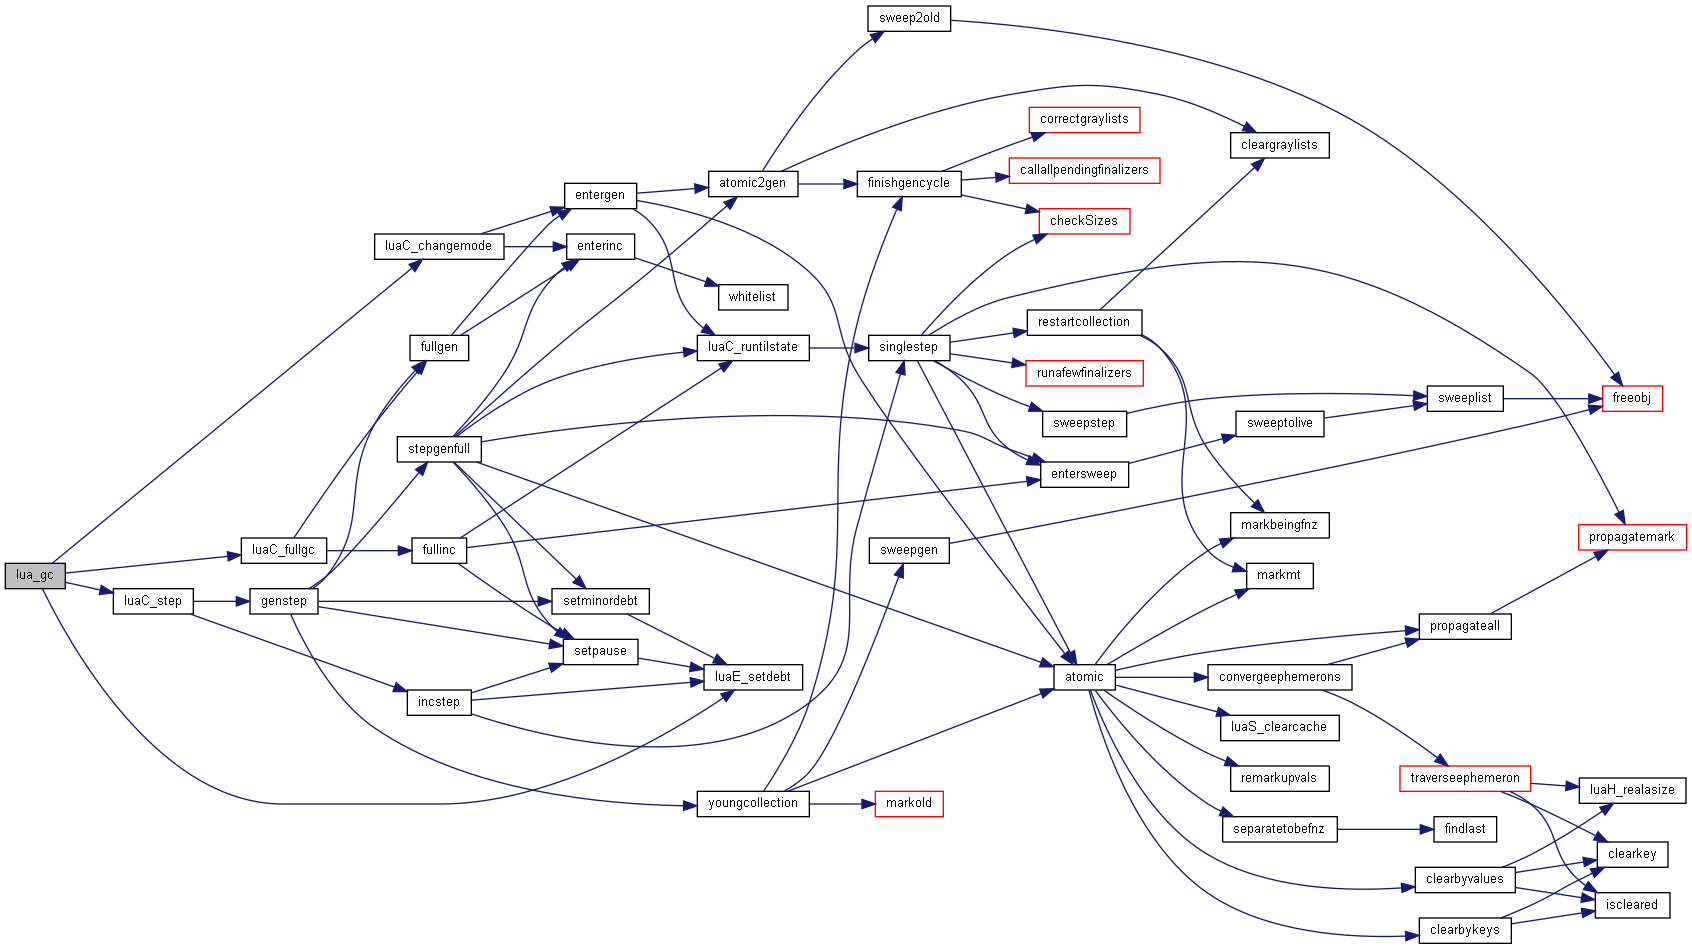 lua_gc
luaC_changemode
luaC_fullgc
luaC_step
fullgen
stepgenfull
fullinc
genstep
incstep
entergen
enterinc
setminordebt
setpause
atomic2gen
whitelist
luaC_runtilstate
luaE_setdebt
youngcollection
sweep2old
finishgencycle
singlestep
sweepgen
markold
correctgraylists
callallpendingfinalizers
checkSizes
restartcollection
runafewfinalizers
sweepstep
entersweep
atomic
cleargraylists
sweeptolive
markbeingfnz
markmt
convergeephemerons
luaS_clearcache
remarkupvals
separatetobefnz
sweeplist
propagateall
traverseephemeron
findlast
clearbyvalues
clearbykeys
freeobj
propagatemark
luaH_realasize
clearkey
iscleared